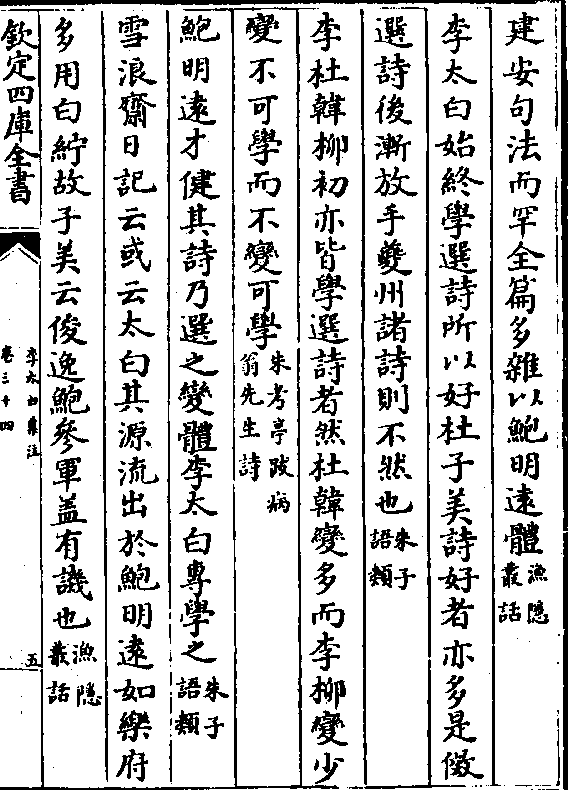 建安句法而罕全篇多雜以鮑明遠體漁隱叢話
李太白始終學選詩所以好杜子美詩好者亦多是傚
選詩後漸放手夔州諸詩則不然也朱子語類
李杜韓柳初亦皆學選詩者然杜韓變多而李柳變少
變不可學而不變可學朱考亭跋病翁先生詩
鮑明遠才健其詩乃選之變體李太白專學之朱子語類
雪浪齋日記云或云太白其源流出於鮑明遠如樂府
多用白紵故子美云俊逸鮑參軍蓋有譏也漁隱叢話
欽定四庫全書
李太白集注
卷三十四
五